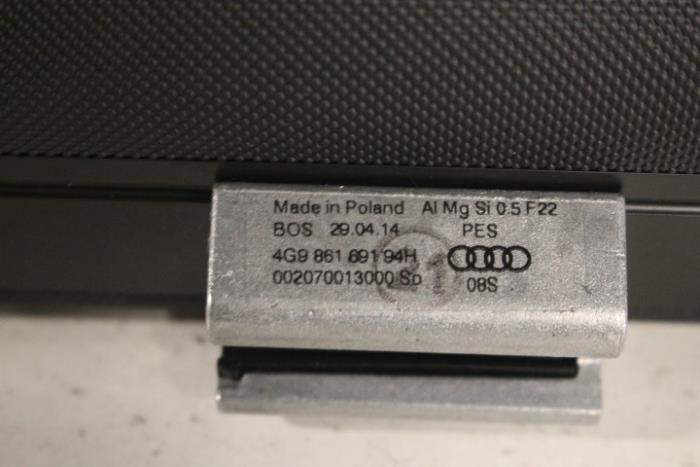 Made in Poland Al Mg Si 0.5 F22
BOS 29.04.14 PES
4G9 861 691 94H
002070013000 So
08S